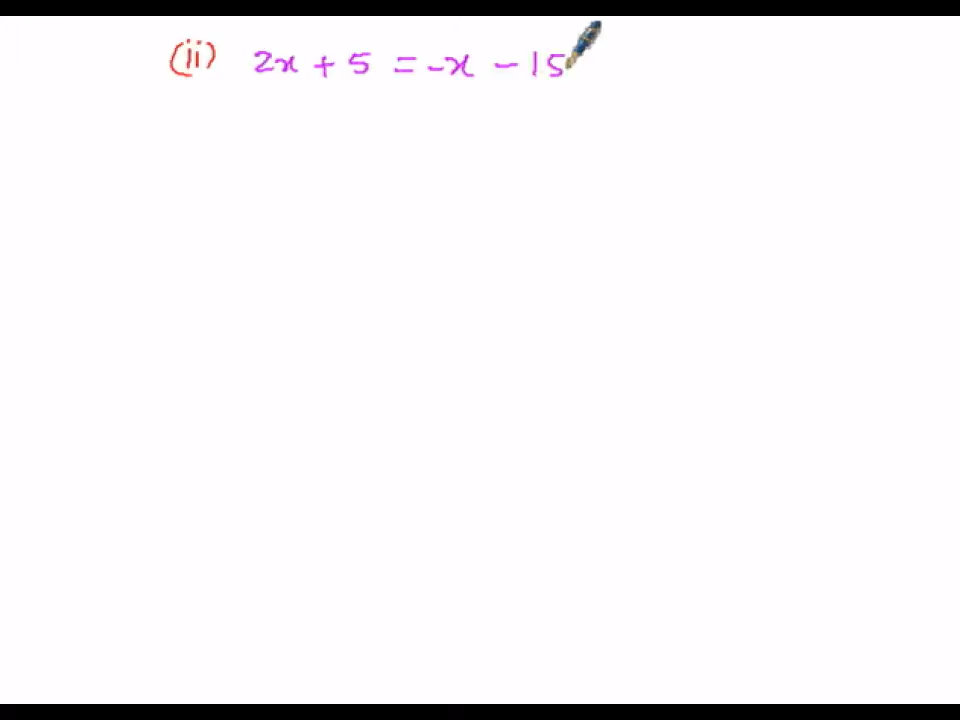 (ii) 2x + 5 = -x - 15